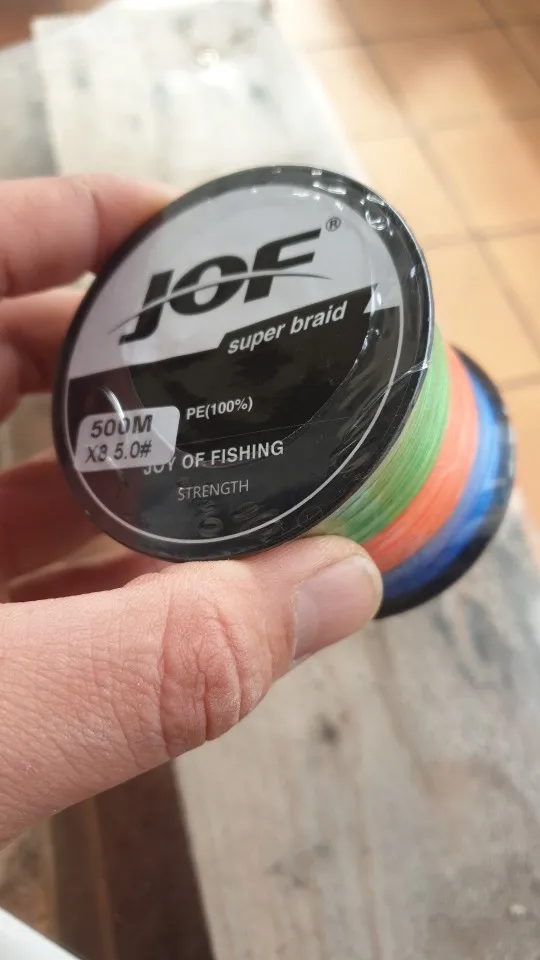 JOF®
super braid
PE(100%)
500M
X8 5.0#
JOY OF FISHING
STRENGTH